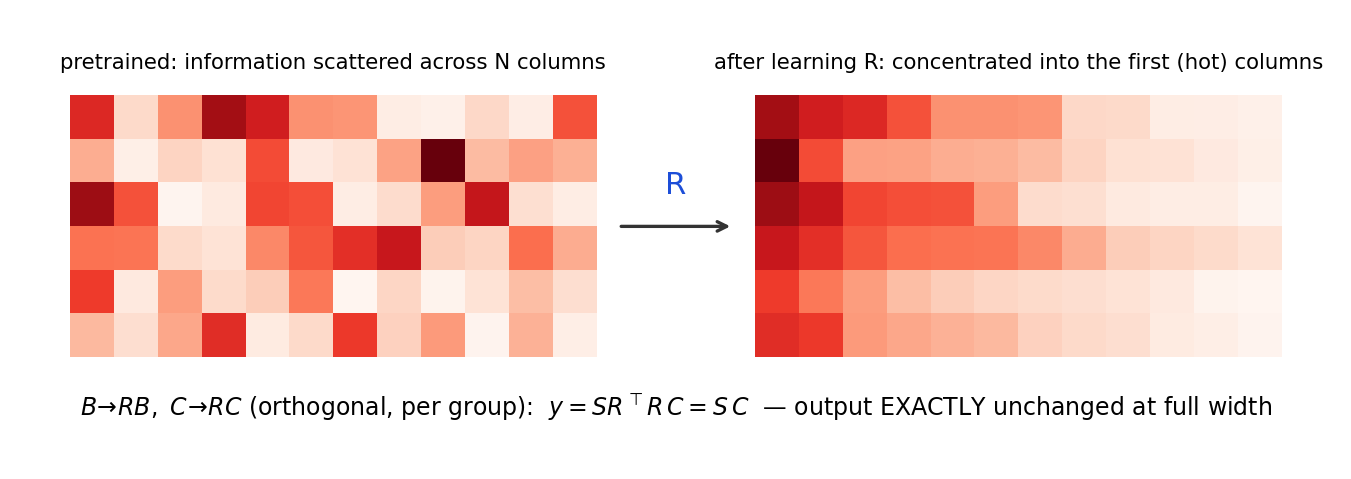 pretrained: information scattered across N columns
after learning R: concentrated into the first (hot) columns
R
B→RB, C→RC (orthogonal, per group): y = SR⊤RC = SC — output EXACTLY unchanged at full width